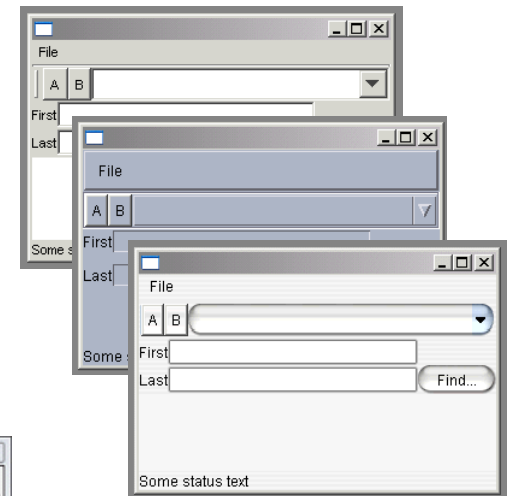 File
A B
First
Last
Some s
File
A B
First
Last
Some s
File
A B
First
Last Find...
Some status text